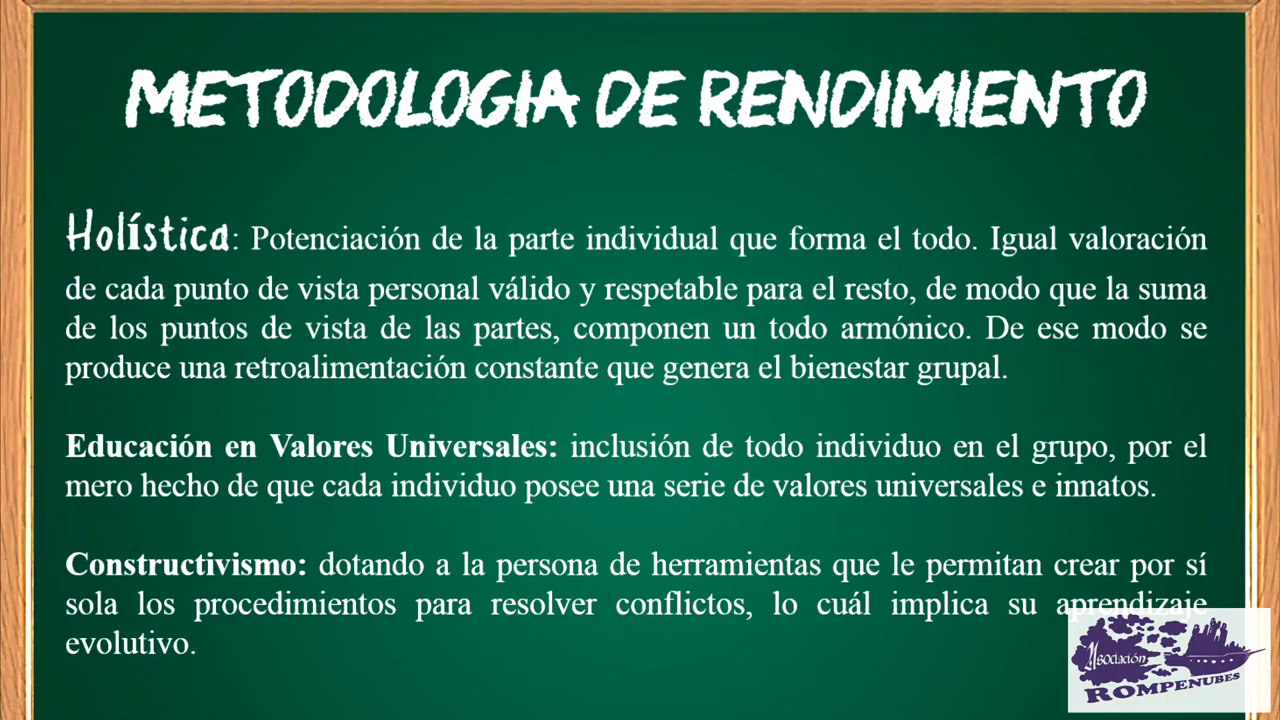 METODOLOGIA DE RENDIMIENTO
Holística: Potenciación de la parte individual que forma el todo. Igual valoración
de cada punto de vista personal válido y respetable para el resto, de modo que la suma
de los puntos de vista de las partes, componen un todo armónico. De ese modo se
produce una retroalimentación constante que genera el bienestar grupal.
Educación en Valores Universales: inclusión de todo individuo en el grupo, por el
mero hecho de que cada individuo posee una serie de valores universales e innatos.
Constructivismo: dotando a la persona de herramientas que le permitan crear por sí
sola los procedimientos para resolver conflictos, lo cuál implica su aprendizaje
evolutivo.
Asociación
ROMPENUBES